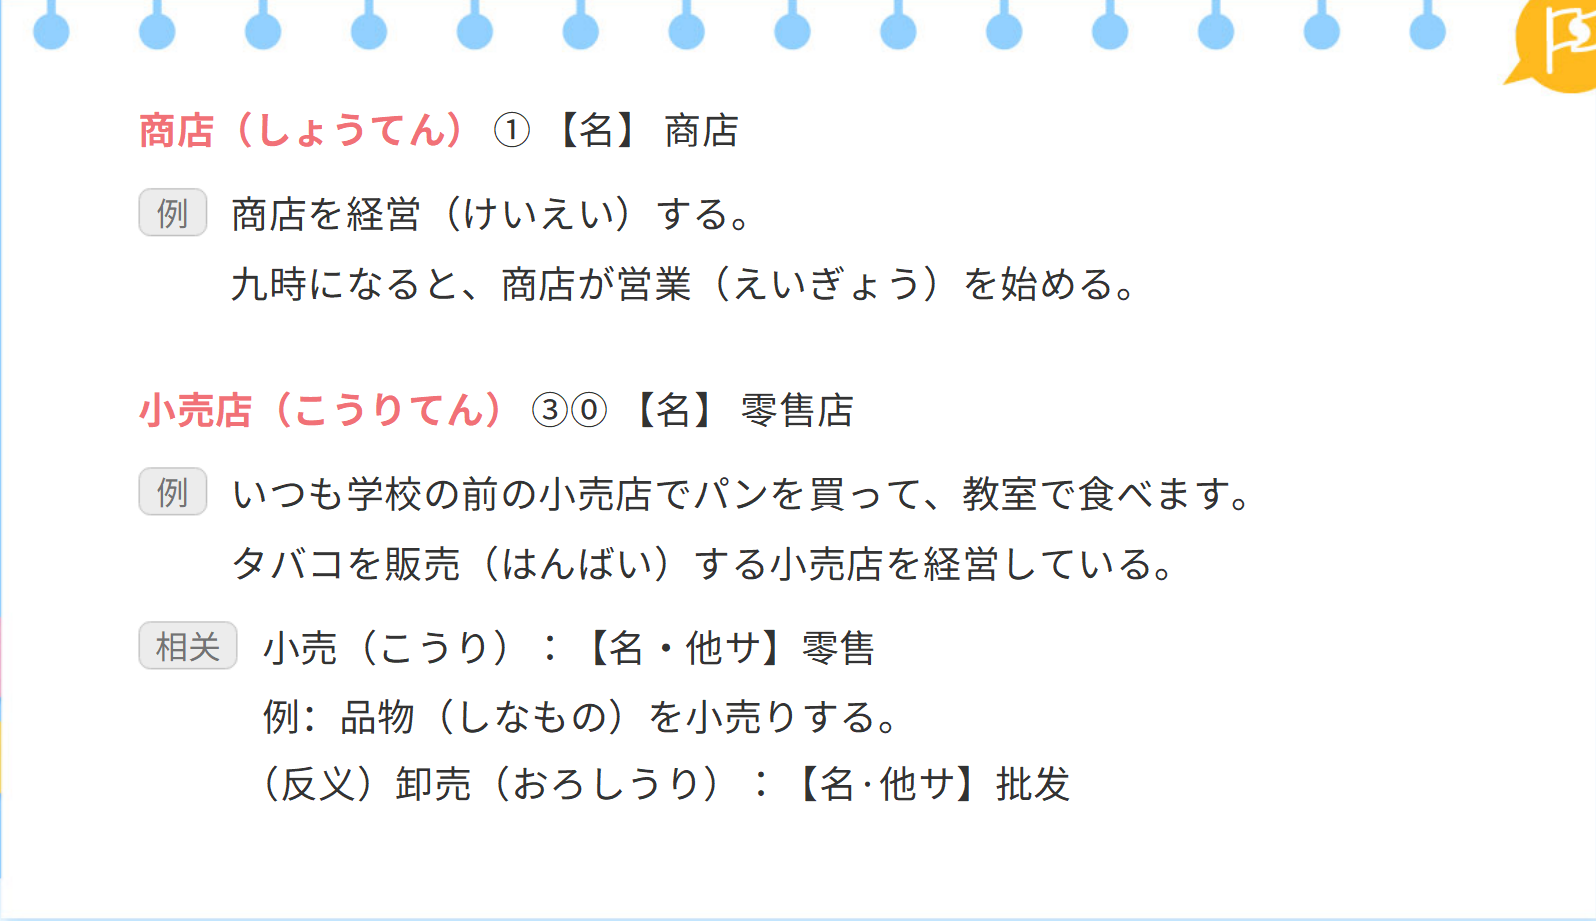 商店（しょうてん） ① 【名】 商店
例 商店を経営（けいえい）する。
九時になると、商店が営業（えいぎょう）を始める。
小売店（こうりてん） ③⓪ 【名】 零售店
例 いつも学校の前の小売店でパンを買って、教室で食べます。
タバコを販売（はんばい）する小売店を経営している。
相关 小売（こうり）：【名・他サ】零售
例：品物（しなもの）を小売りする。
（反义）卸売（おろしうり）：【名·他サ】批发